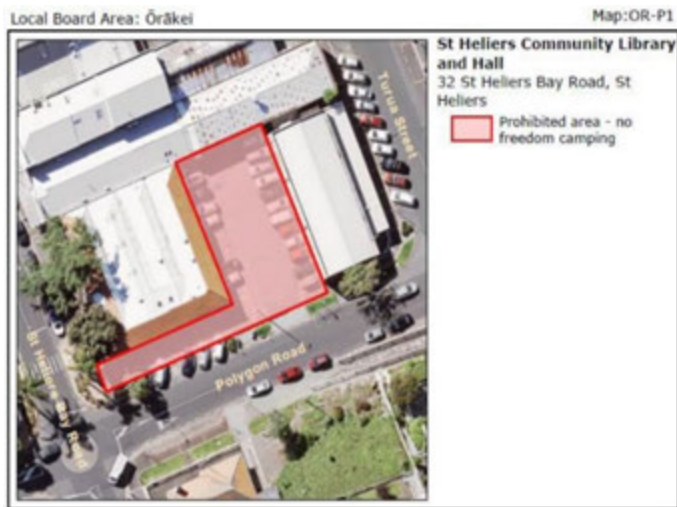 Local Board Area: Ōrākei
Map:OR-P1
St Heliers Community Library
and Hall
32 St Heliers Bay Road, St
Heliers
Prohibited area - no
freedom camping
Turua Street
Polygon Road
St Heliers Bay Road